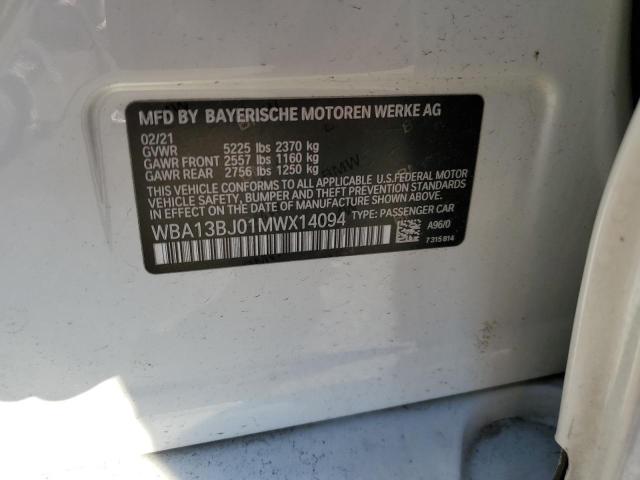 MFD BY BAYERISCHE MOTOREN WERKE AG
02/21
GVWR 5225 lbs 2370 kg
GAWR FRONT 2557 lbs 1160 kg
GAWR REAR 2756 lbs 1250 kg
THIS VEHICLE CONFORMS TO ALL APPLICABLE U.S. FEDERAL MOTOR
VEHICLE SAFETY, BUMPER, AND THEFT PREVENTION STANDARDS
IN EFFECT ON THE DATE OF MANUFACTURE SHOWN ABOVE.
WBA13BJ01MWX14094 TYPE: PASSENGER CAR
A96/0
7 315 814